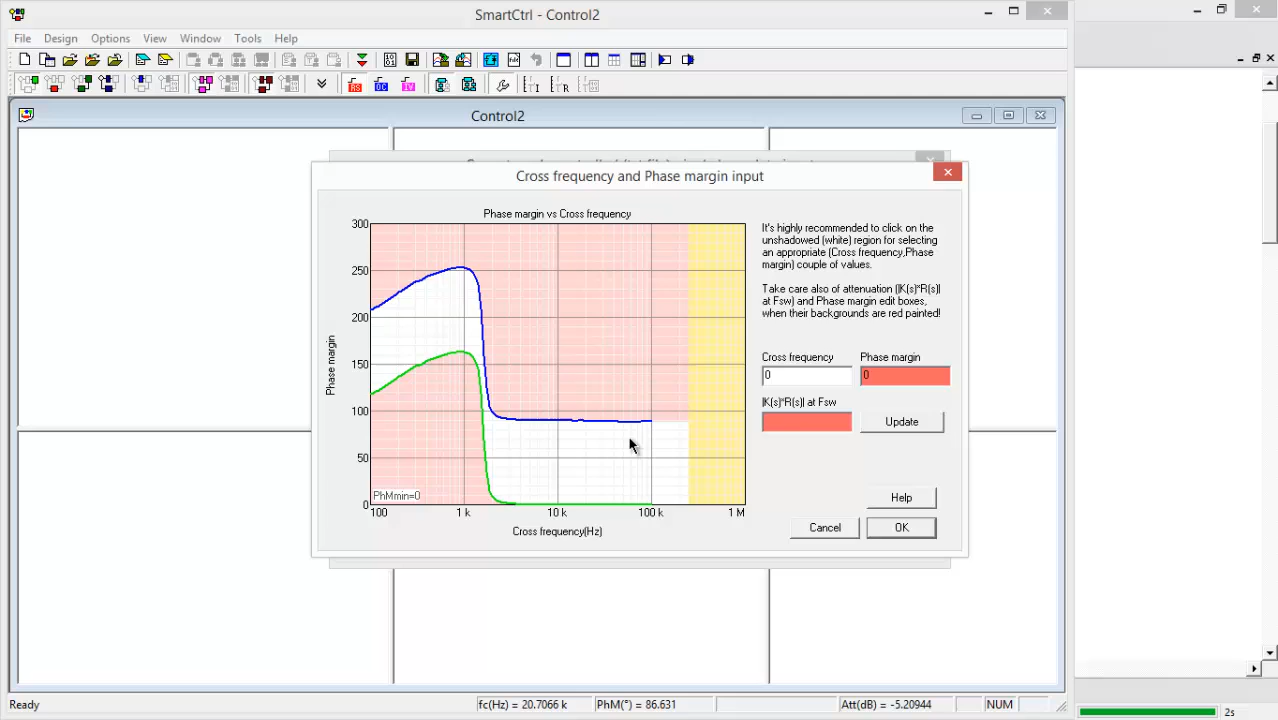 SmartCtrl - Control2
File Design Options View Window Tools Help
RS DC IV
I R
Control2
Cross frequency and Phase margin input
Phase margin vs Cross frequency
300
250
200
150
100
50
0
Phase margin
PhMmin=0
100 1 k 10 k 100 k 1 M
Cross frequency(Hz)
It's highly recommended to click on the
unshadowed (white) region for selecting
an appropriate (Cross frequency,Phase
margin) couple of values.
Take care also of attenuation (|K(s)*R(s)|
at Fsw) and Phase margin edit boxes,
when their backgrounds are red painted!
Cross frequency Phase margin
0 0
|K(s)*R(s)| at Fsw
Update
Help
Cancel OK
Ready fc(Hz) = 20.7066 k PhM(°) = 86.631 Att(dB) = -5.20944 NUM
2s